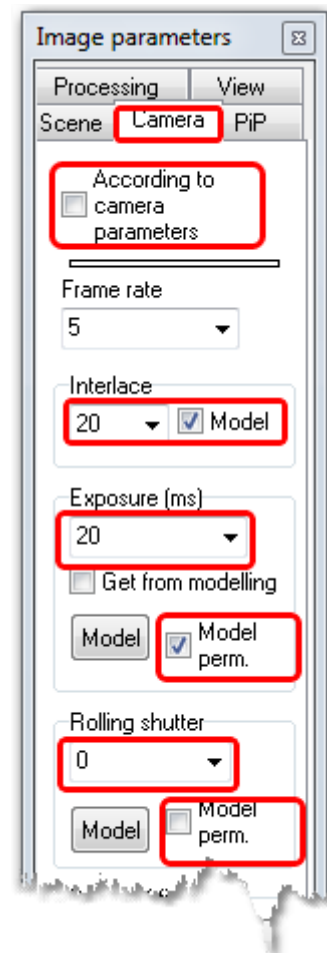 Image parameters
Processing View
Scene Camera PiP
According to
camera
parameters
Frame rate
5
Interlace
20 Model
Exposure (ms)
20
Get from modelling
Model Model
perm.
Rolling shutter
0
Model Model
perm.